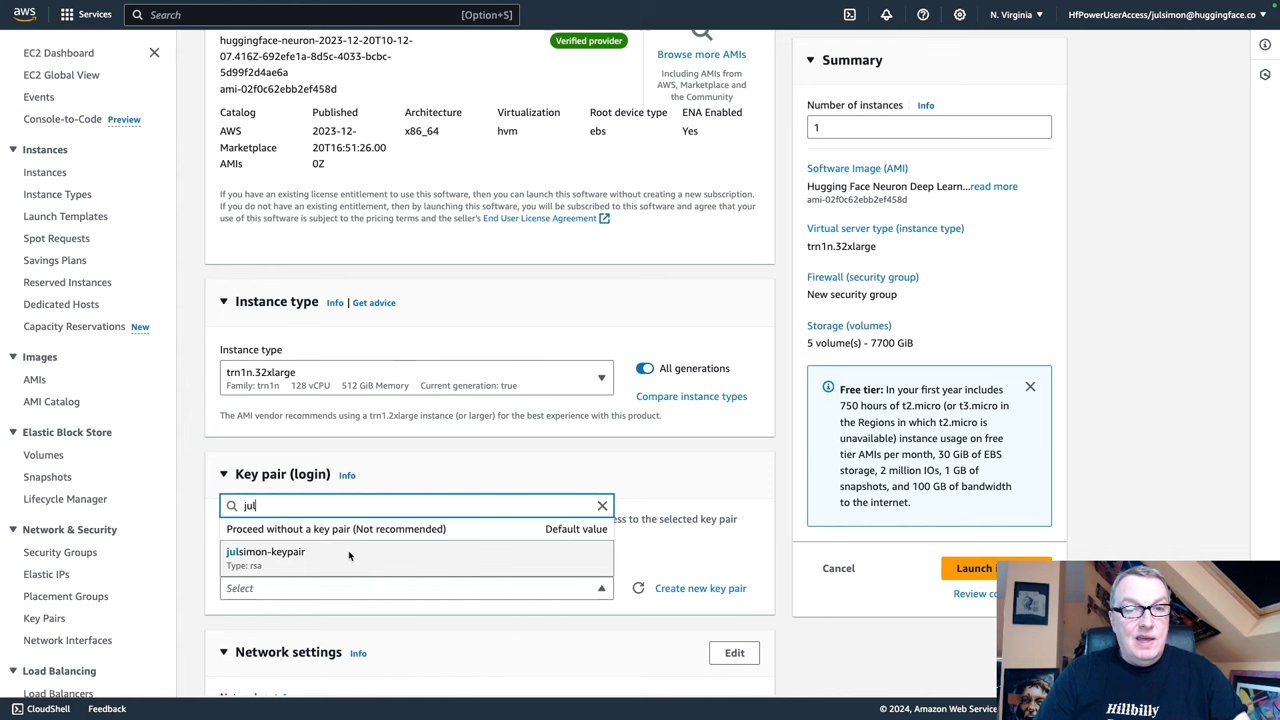 aws
Services
Search
[Option+S]
N. Virginia
HfPowerUserAccess/julsimon@huggingface.co
EC2 Dashboard
EC2 Global View
Events
Console-to-Code Preview
Instances
Instances
Instance Types
Launch Templates
Spot Requests
Savings Plans
Reserved Instances
Dedicated Hosts
Capacity Reservations New
Images
AMIs
AMI Catalog
Elastic Block Store
Volumes
Snapshots
Lifecycle Manager
Network & Security
Security Groups
Elastic IPs
Placement Groups
Key Pairs
Network Interfaces
Load Balancing
Load Balancers
huggingface-neuron-2023-12-20T10-12-
07.416Z-692efe1a-8d5c-4033-bcbc-
5d99f2d4ae6a
ami-02f0c62ebb2ef458d
Verified provider
Browse more AMIs
Including AMIs from
AWS, Marketplace and
the Community
Catalog Published Architecture Virtualization Root device type ENA Enabled
AWS 2023-12- x86_64 hvm ebs Yes
Marketplace 20T16:51:26.00
AMIs 0Z
If you have an existing license entitlement to use this software, then you can launch this software without creating a new subscription.
If you do not have an existing entitlement, then by launching this software, you will be subscribed to this software and agree that your
use of this software is subject to the pricing terms and the seller's End User License Agreement
Instance type Info | Get advice
Instance type
trn1n.32xlarge
Family: trn1n 128 vCPU 512 GiB Memory Current generation: true
All generations
Compare instance types
The AMI vendor recommends using a trn1.2xlarge instance (or larger) for the best experience with this product.
Key pair (login) Info
jul
ess to the selected key pair
Proceed without a key pair (Not recommended) Default value
julsimon-keypair
Type: rsa
Select
Create new key pair
Network settings Info
Edit
Summary
Number of instances Info
1
Software Image (AMI)
Hugging Face Neuron Deep Learn...read more
ami-02f0c62ebb2ef458d
Virtual server type (instance type)
trn1n.32xlarge
Firewall (security group)
New security group
Storage (volumes)
5 volume(s) - 7700 GiB
Free tier: In your first year includes
750 hours of t2.micro (or t3.micro in
the Regions in which t2.micro is
unavailable) instance usage on free
tier AMIs per month, 30 GiB of EBS
storage, 2 million IOs, 1 GB of
snapshots, and 100 GB of bandwidth
to the internet.
Cancel
Launch i
Review co
Hillbilly
CloudShell
Feedback
© 2024, Amazon Web Service